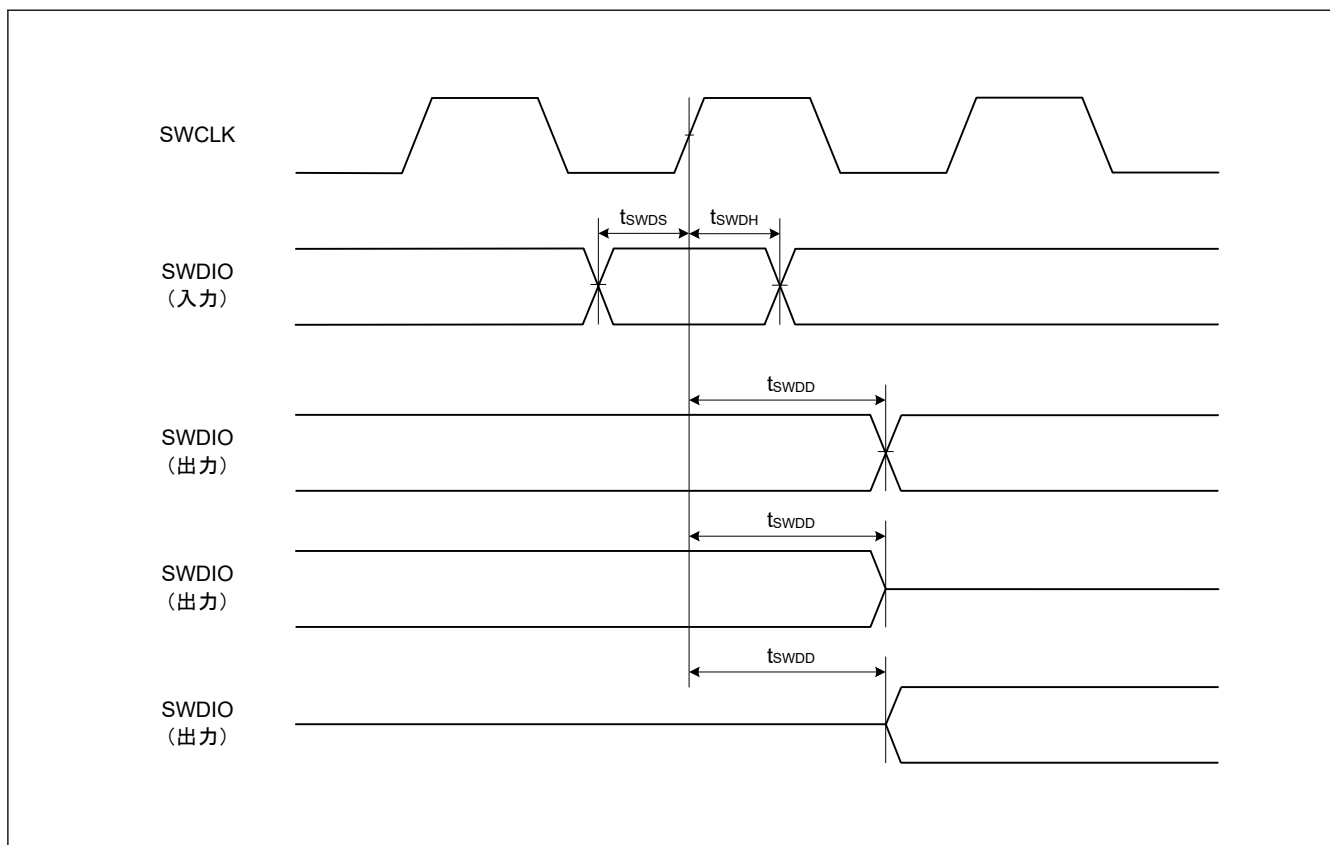 SWCLK
tSWDS
tSWDH
SWDIO
（入力）
tSWDD
SWDIO
（出力）
tSWDD
SWDIO
（出力）
tSWDD
SWDIO
（出力）